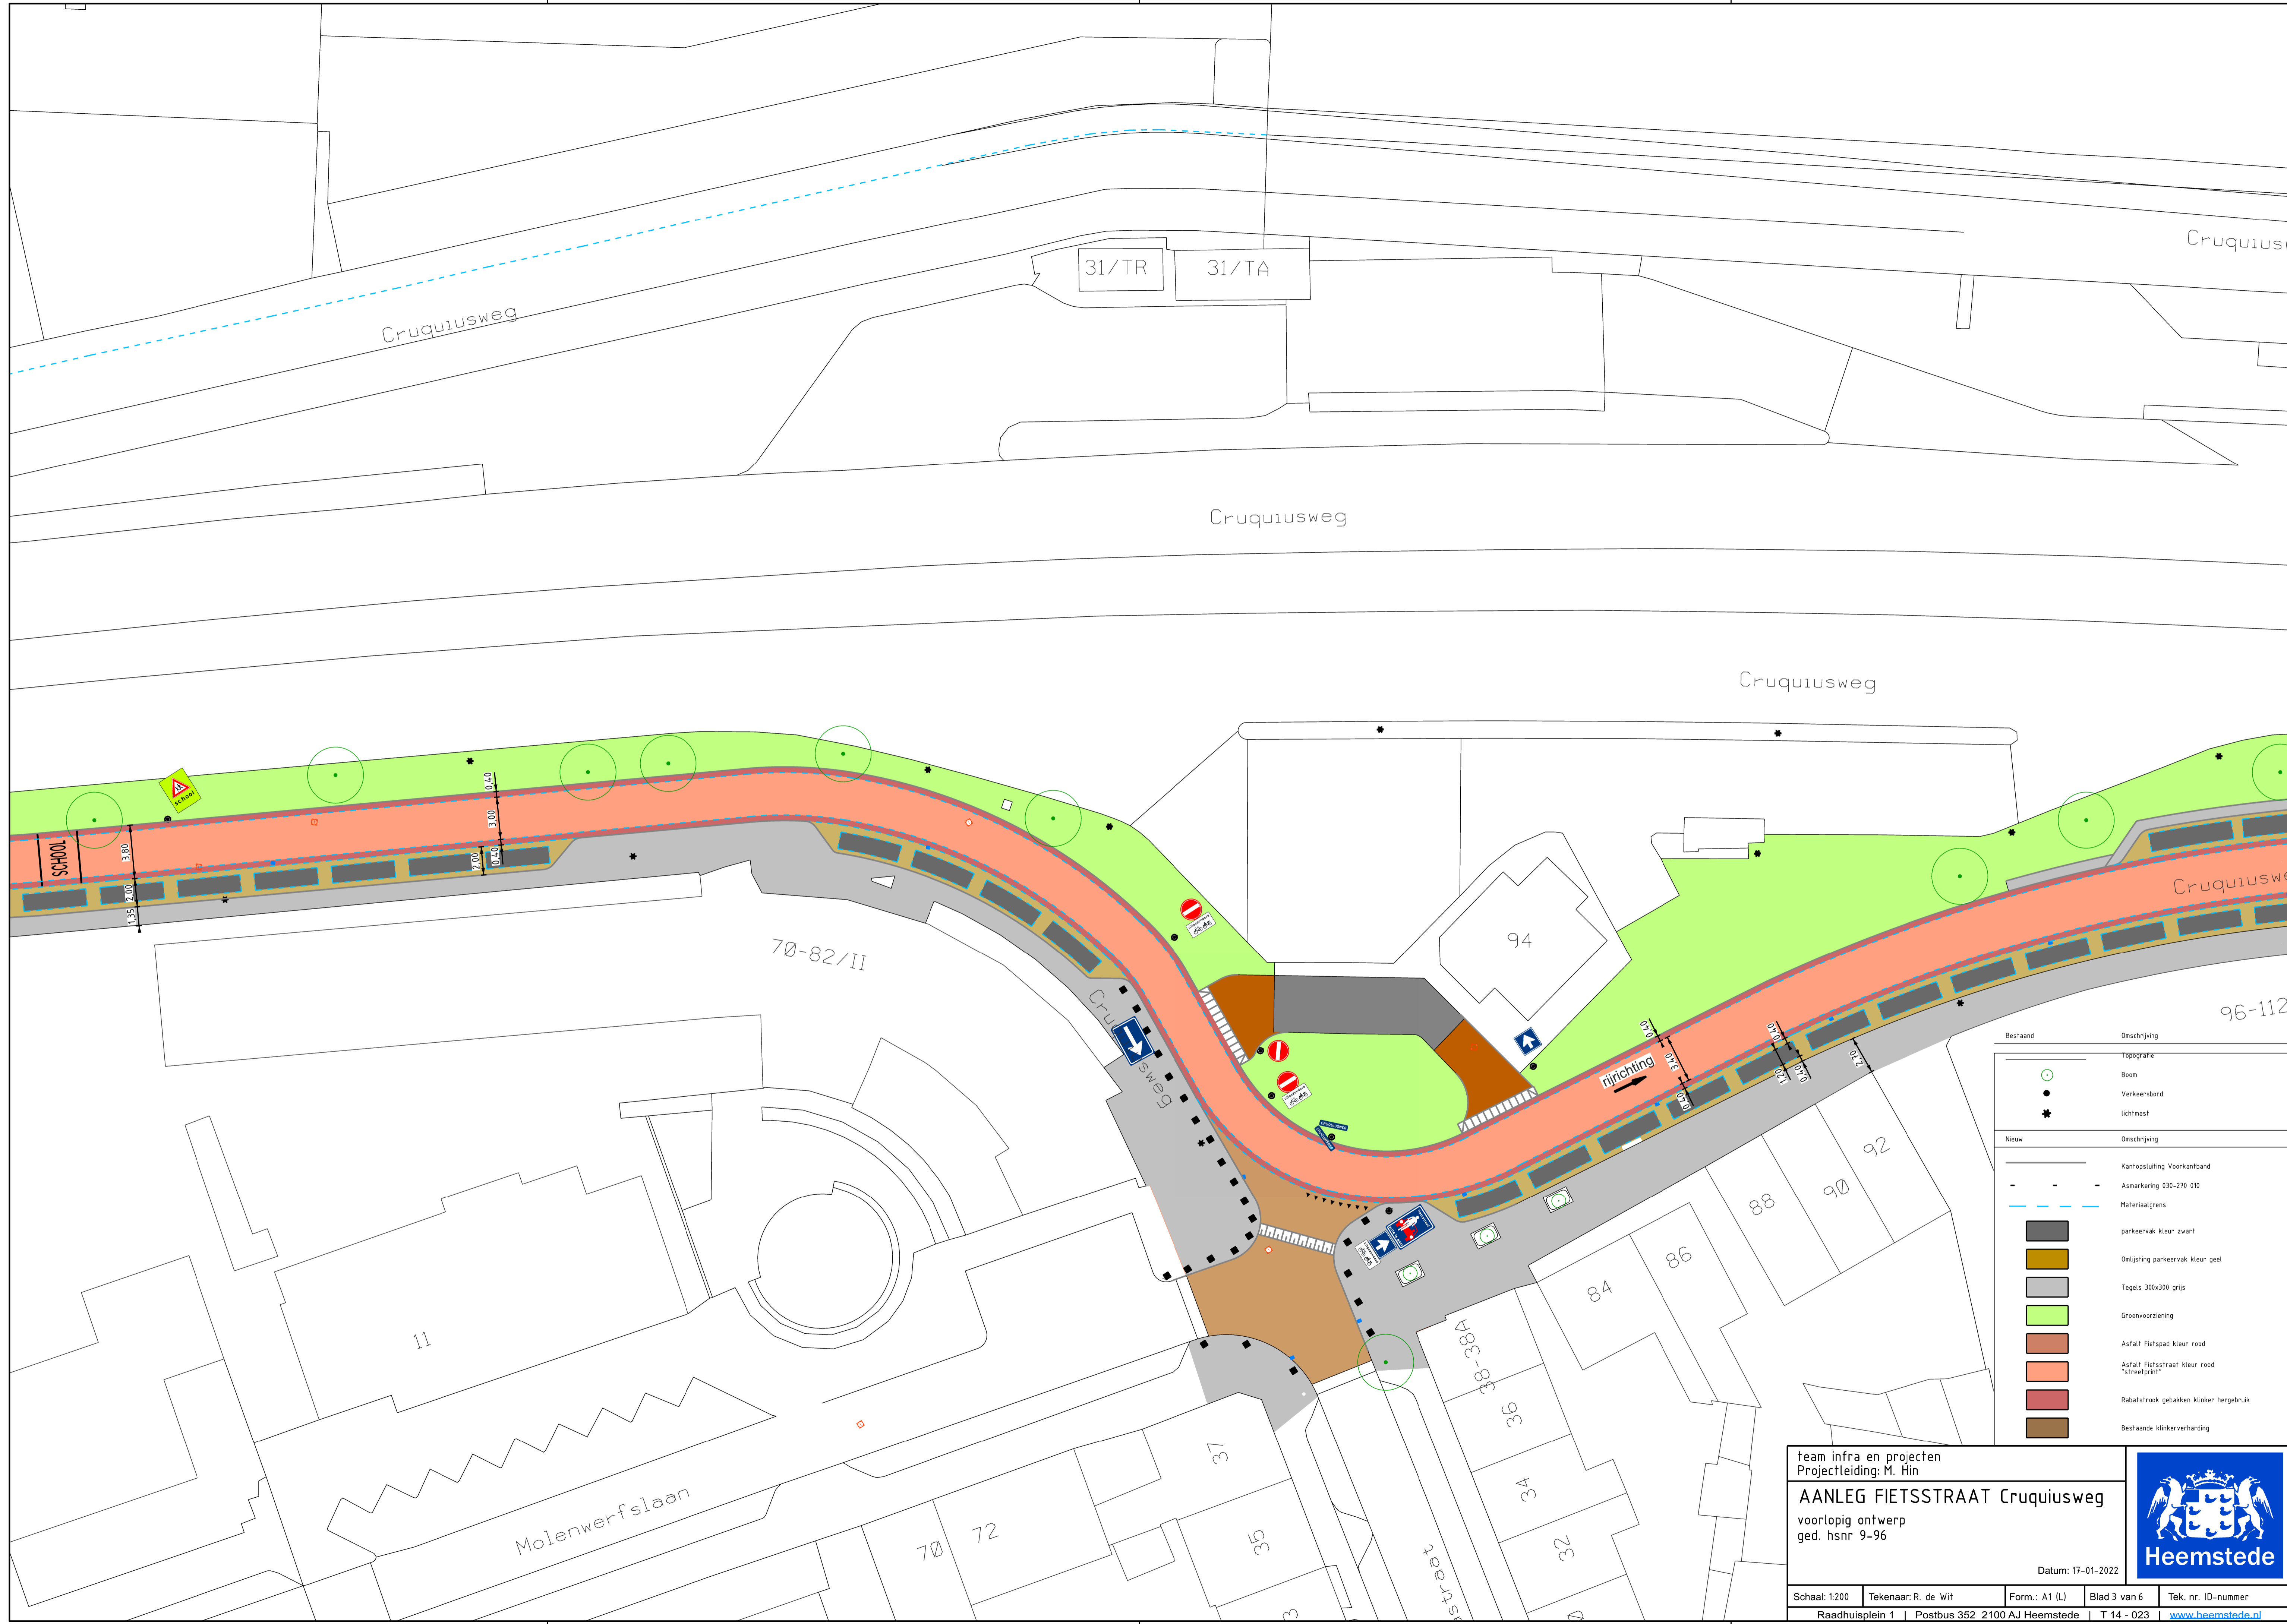 Cruquiusweg
31/TR
31/TA
Cruquiusweg
Cruquiusweg
Cruquiusweg
school
SCHOOL
3,80
2,00
1,35
0,40
3,00
0,40
2,00
70-82/II
Cruquiusweg
94
rijrichting
0,40
3,40
0,40
0,40
1,20
0,40
2,70
96-112
92
90
88
86
84
38-38A
36
34
32
37
35
11
70
72
Molenwerfslaan
Bestaand Omschrijving
Topografie
Boom
Verkeersbord
lichtmast
Nieuw Omschrijving
Kantopsluiting Voorkantband
Asmarkering 030-270 010
Materiaalgrens
parkeervak kleur zwart
Omlijsting parkeervak kleur geel
Tegels 300x300 grijs
Groenvoorziening
Asfalt Fietspad kleur rood
Asfalt Fietsstraat kleur rood
"streetprint"
Rabatstrook gebakken klinker hergebruik
Bestaande klinkerverharding
team infra en projecten
Projectleiding: M. Hin
AANLEG FIETSSTRAAT Cruquiusweg
voorlopig ontwerp
ged. hsnr 9-96
Datum: 17-01-2022
Heemstede
Schaal: 1:200 Tekenaar: R. de Wit Form.: A1 (L) Blad 3 van 6 Tek. nr. ID-nummer
Raadhuisplein 1 | Postbus 352 2100 AJ Heemstede | T 14 - 023 | www.heemstede.nl